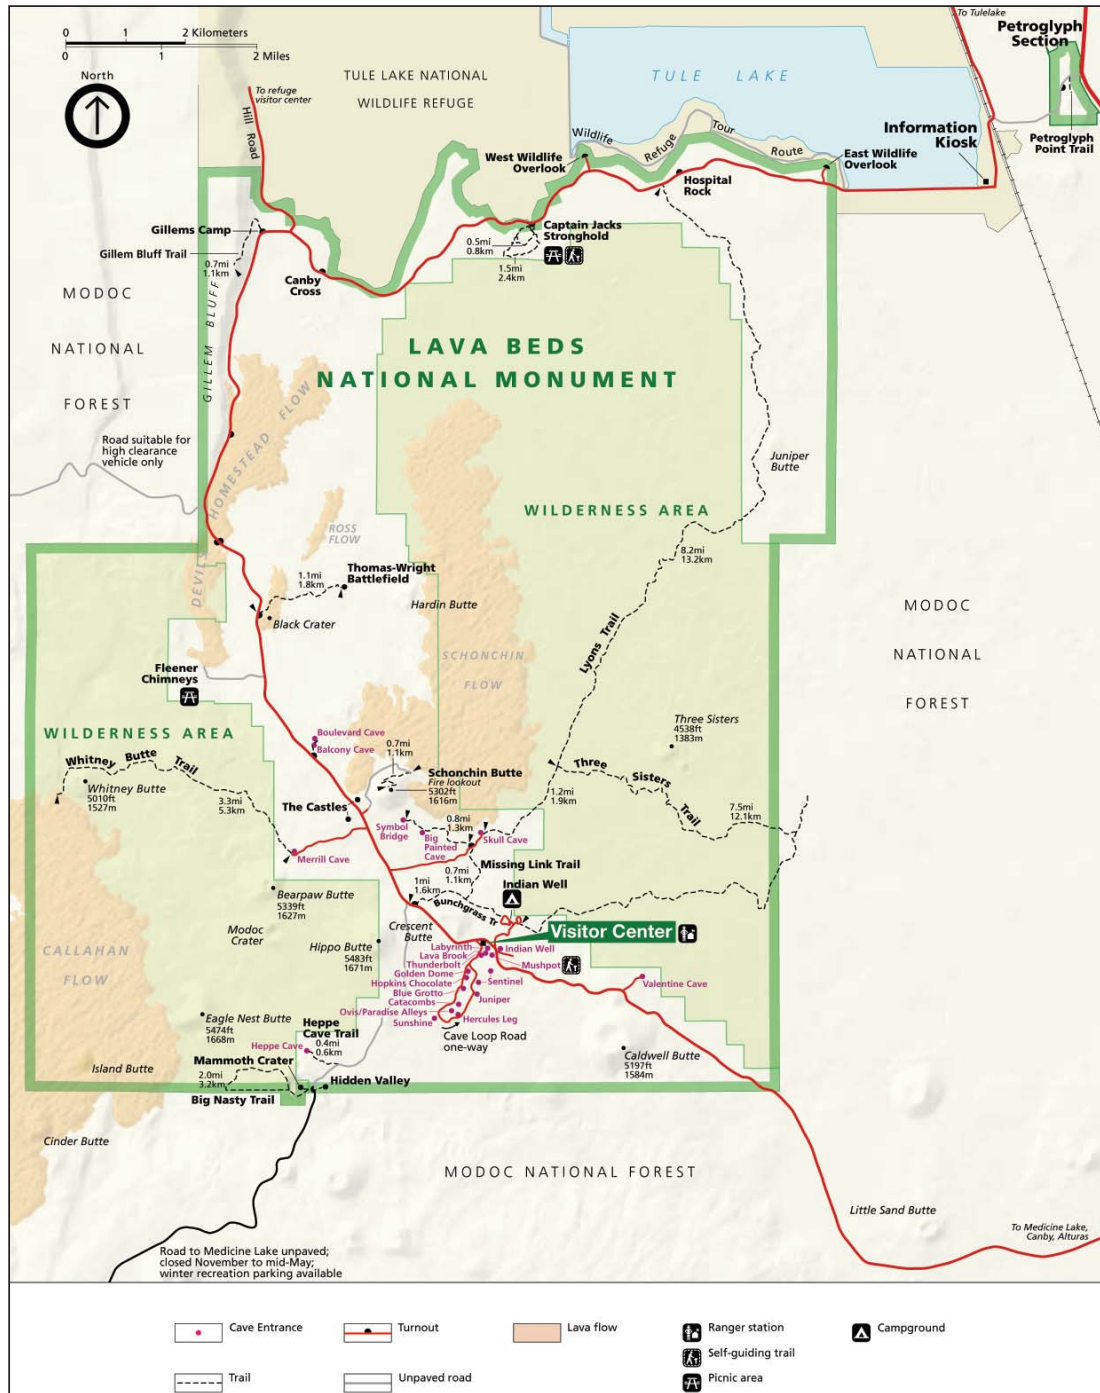 0 1 2 Kilometers
0 1 2 Miles
North
To refuge
visitor center
Hill Road
TULE LAKE NATIONAL
WILDLIFE REFUGE
TULE LAKE
To Tulelake
Petroglyph
Section
Petroglyph
Point Trail
Information
Kiosk
Wildlife Refuge Tour Route
West Wildlife
Overlook
East Wildlife
Overlook
Hospital
Rock
Gillems Camp
Gillem Bluff Trail
0.7mi
1.1km
Canby
Cross
Captain Jacks
Stronghold
0.5mi
0.8km
1.5mi
2.4km
GILLEM BLUFF
MODOC
NATIONAL
FOREST
LAVA BEDS
NATIONAL MONUMENT
Road suitable for
high clearance
vehicle only
DEVILS HOMESTEAD FLOW
ROSS
FLOW
Juniper
Butte
WILDERNESS AREA
8.2mi
13.2km
1.1mi
1.8km
Thomas-Wright
Battlefield
Black Crater
Hardin Butte
SCHONCHIN
FLOW
Lyons Trail
MODOC
NATIONAL
FOREST
Fleener
Chimneys
WILDERNESS AREA
Whitney Butte Trail
Whitney Butte
5010ft
1527m
3.3mi
5.3km
Boulevard Cave
Balcony Cave
0.7mi
1.1km
Schonchin Butte
Fire lookout
5302ft
1616m
Three Sisters
4538ft
1383m
Three Sisters Trail
1.2mi
1.9km
7.5mi
12.1km
The Castles
Symbol
Bridge
0.8mi
1.3km
Big
Painted
Cave
Skull Cave
Merrill Cave
Missing Link Trail
0.7mi
1.1km
Indian Well
1mi
1.6km
Bunchgrass Tr
Bearpaw Butte
5339ft
1627m
Modoc
Crater
Crescent
Butte
Hippo Butte
5483ft
1671m
Visitor Center
CALLAHAN
FLOW
Labyrinth
Lava Brook
Thunderbolt
Golden Dome
Hopkins Chocolate
Blue Grotto
Catacombs
Ovis/Paradise Alleys
Sunshine
Indian Well
Mushpot
Sentinel
Juniper
Hercules Leg
Cave Loop Road
one-way
Valentine Cave
Eagle Nest Butte
5474ft
1668m
Heppe
Cave Trail
Heppe Cave
0.4mi
0.6km
Caldwell Butte
5197ft
1584m
Island Butte
Mammoth Crater
2.0mi
3.2km
Hidden Valley
Big Nasty Trail
Cinder Butte
MODOC NATIONAL FOREST
Little Sand Butte
To Medicine Lake,
Canby, Alturas
Road to Medicine Lake unpaved;
closed November to mid-May;
winter recreation parking available
Cave Entrance
Turnout
Lava flow
Ranger station
Campground
Self-guiding trail
Trail
Unpaved road
Picnic area